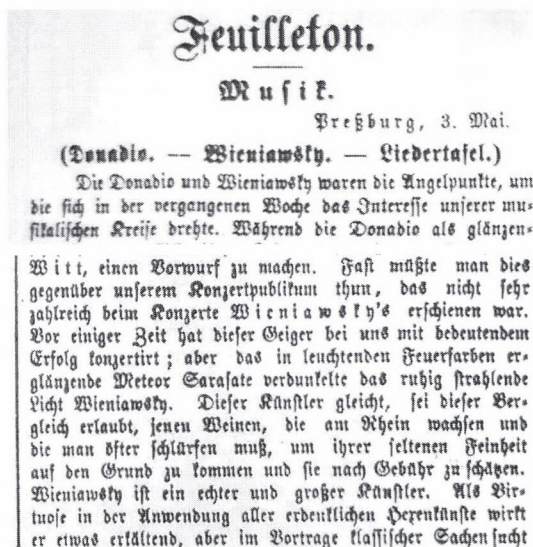 Feuilleton.
Musik.
Preßburg, 3. Mai.
(Donadio. — Wieniawsky. — Liedertafel.)
Die Donadio und Wieniawsky waren die Angelpunkte, um
die sich in der vergangenen Woche das Interesse unserer mu-
sikalischen Kreise drehte. Während die Donadio als glänzen-
Witt, einen Vorwurf zu machen. Fast müßte man dies
gegenüber unserem Konzertpublikum thun, das nicht sehr
zahlreich beim Konzerte Wieniawsky's erschienen war.
Vor einiger Zeit hat dieser Geiger bei uns mit bedeutendem
Erfolg konzertirt; aber das in leuchtenden Feuerfarben er-
glänzende Meteor Sarasate verdunkelte das ruhig strahlende
Licht Wieniawsky. Dieser Künstler gleicht, sei dieser Ver-
gleich erlaubt, jenen Weinen, die am Rhein wachsen und
die man öfter schlürfen muß, um ihrer seltenen Feinheit
auf den Grund zu kommen und sie nach Gebühr zu schätzen.
Wieniawsky ist ein echter und großer Künstler. Als Vir-
tuose in der Anwendung aller erdenklichen Hexenkünste wirkt
er etwas erkältend, aber im Vortrage klassischer Sachen sucht